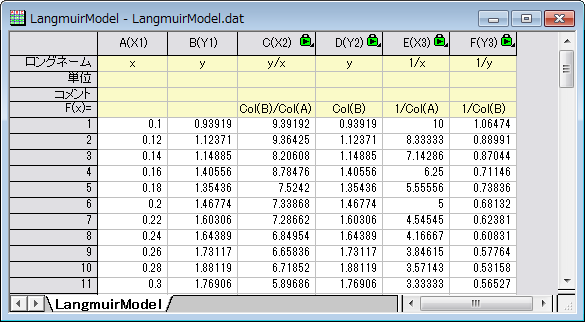 LangmuirModel - LangmuirModel.dat
A(X1) B(Y1) C(X2) D(Y2) E(X3) F(Y3)
ロングネーム x y y/x y 1/x 1/y
単位
コメント
F(x)= Col(B)/Col(A) Col(B) 1/Col(A) 1/Col(B)
1 0.1 0.93919 9.39192 0.93919 10 1.06474
2 0.12 1.12371 9.36425 1.12371 8.33333 0.88991
3 0.14 1.14885 8.20608 1.14885 7.14286 0.87044
4 0.16 1.40556 8.78476 1.40556 6.25 0.71146
5 0.18 1.35436 7.5242 1.35436 5.55556 0.73836
6 0.2 1.46774 7.33868 1.46774 5 0.68132
7 0.22 1.60306 7.28662 1.60306 4.54545 0.62381
8 0.24 1.64389 6.84954 1.64389 4.16667 0.60831
9 0.26 1.73117 6.65836 1.73117 3.84615 0.57764
10 0.28 1.88119 6.71852 1.88119 3.57143 0.53158
11 0.3 1.76906 5.89686 1.76906 3.33333 0.56527
LangmuirModel